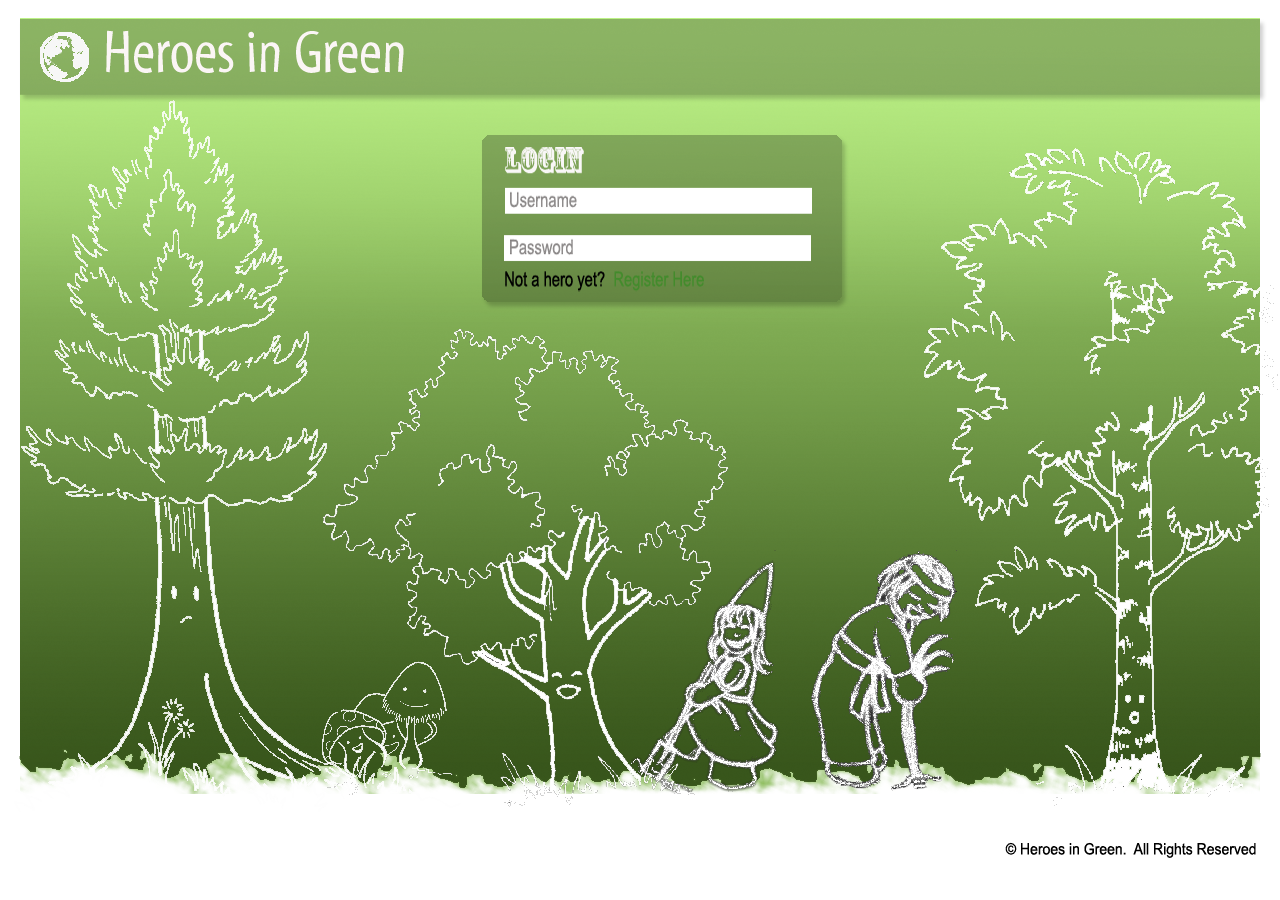 Heroes in Green
LOGIN
Username
Password
Not a hero yet? Register Here
© Heroes in Green. All Rights Reserved